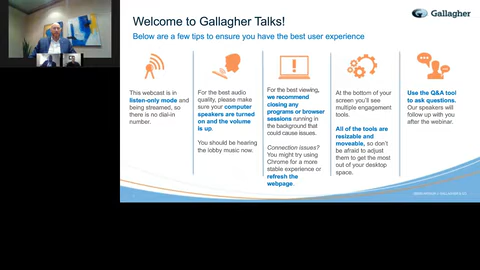 Welcome to Gallagher Talks!
Gallagher
Below are a few tips to ensure you have the best user experience
This webcast is in
listen-only mode and
being streamed, so
there is no dial-in
number.
For the best audio
quality, please make
sure your computer
speakers are turned
on and the volume
is up.
You should be hearing
the lobby music now.
For the best viewing,
we recommend
closing any
programs or browser
sessions running in
the background that
could cause issues.
Connection issues?
You might try using
Chrome for a more
stable experience or
refresh the
webpage.
At the bottom of your
screen you'll see
multiple engagement
tools.
All of the tools are
resizable and
moveable, so don't
be afraid to adjust
them to get the most
out of your desktop
space.
Use the Q&A tool
to ask questions. Our
speakers will
follow up with you
after the webinar.